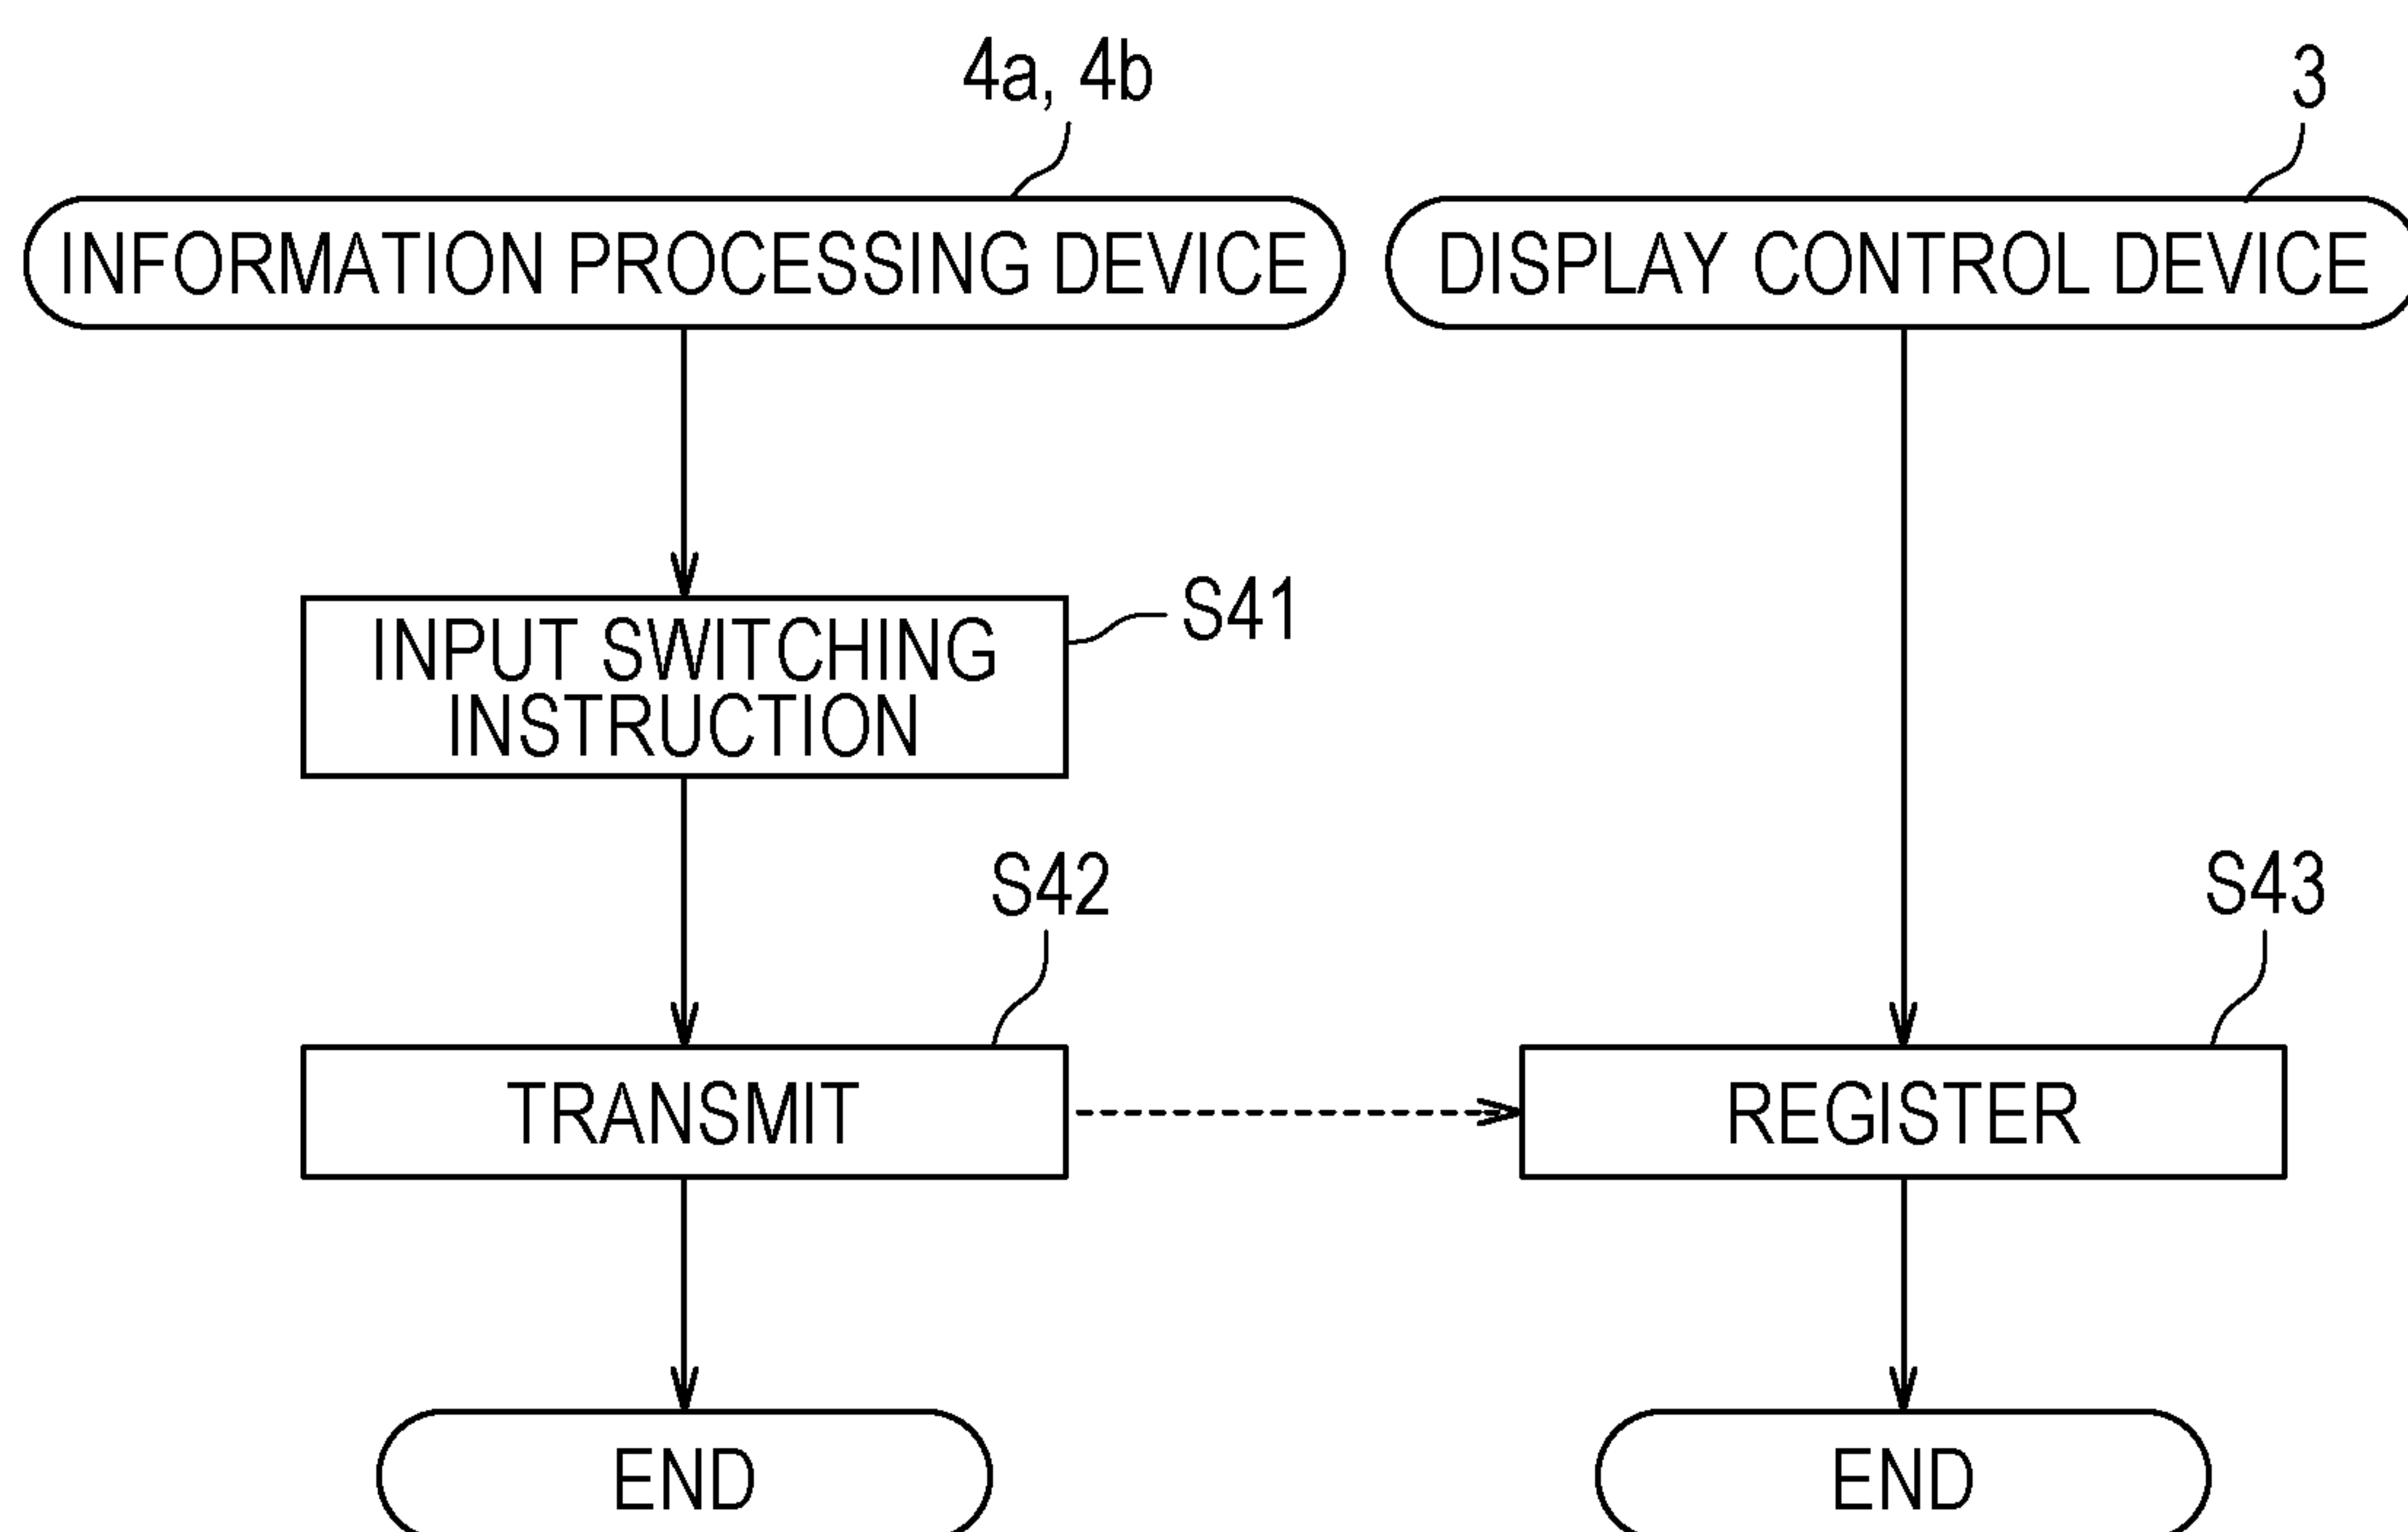 4a, 4b
3
INFORMATION PROCESSING DEVICE
DISPLAY CONTROL DEVICE
INPUT SWITCHING
INSTRUCTION
S41
S42
S43
TRANSMIT
REGISTER
END
END